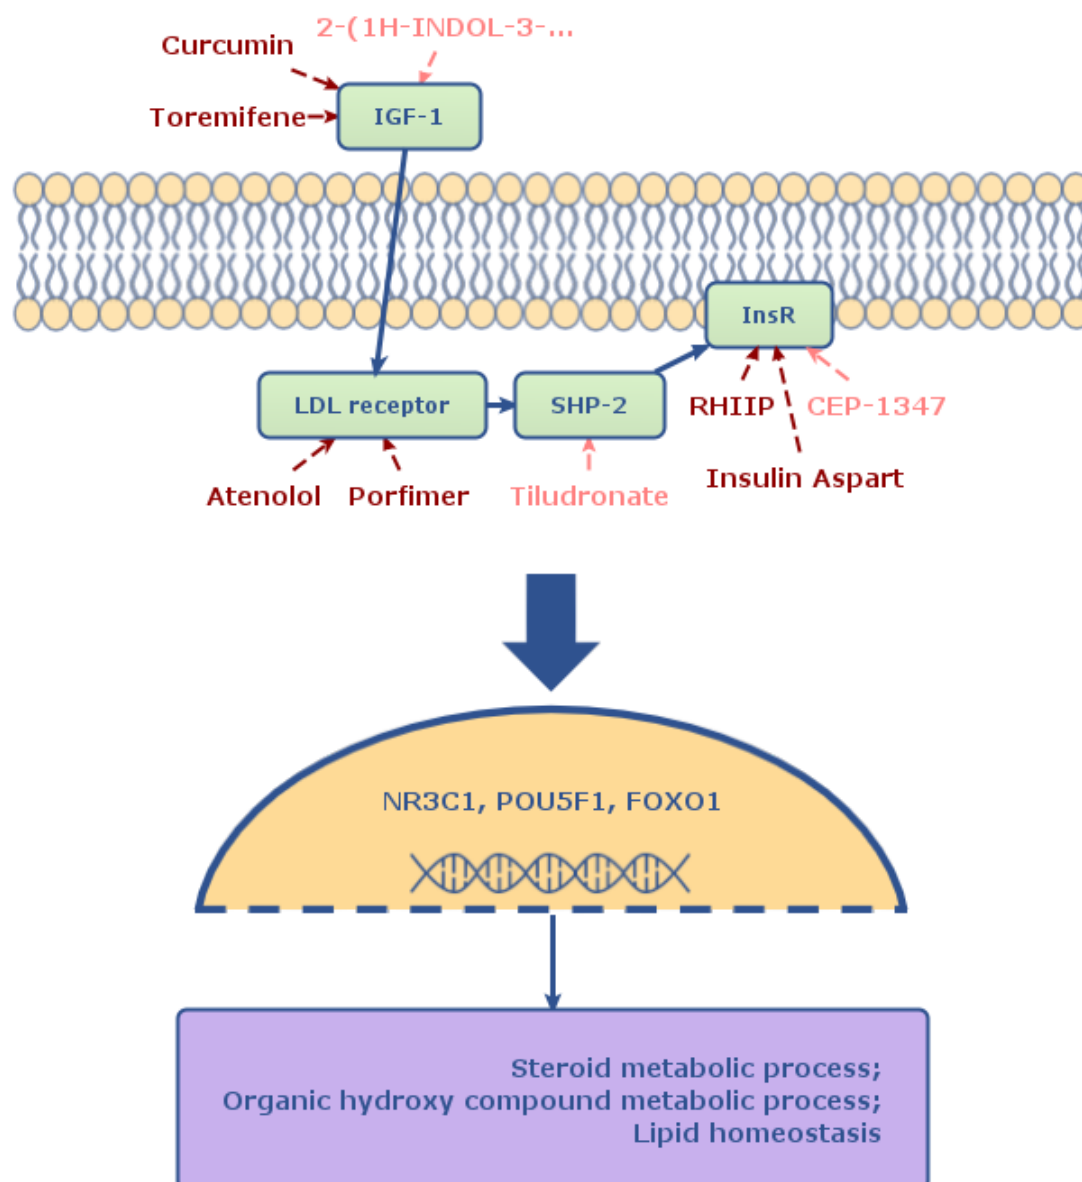 2-(1H-INDOL-3-...
Curcumin
Toremifene
IGF-1
InsR
LDL receptor
SHP-2
RHIIP
CEP-1347
Insulin Aspart
Atenolol
Porfimer
Tiludronate
NR3C1, POU5F1, FOXO1
Steroid metabolic process;
Organic hydroxy compound metabolic process;
Lipid homeostasis